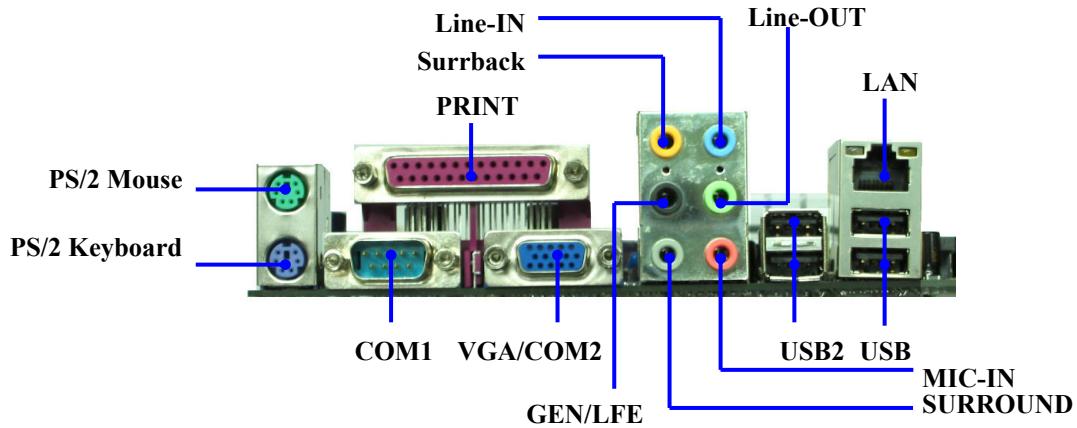 Line-IN
Line-OUT
Surrback
PRINT
LAN
PS/2 Mouse
PS/2 Keyboard
COM1
VGA/COM2
USB2
USB
MIC-IN
SURROUND
GEN/LFE